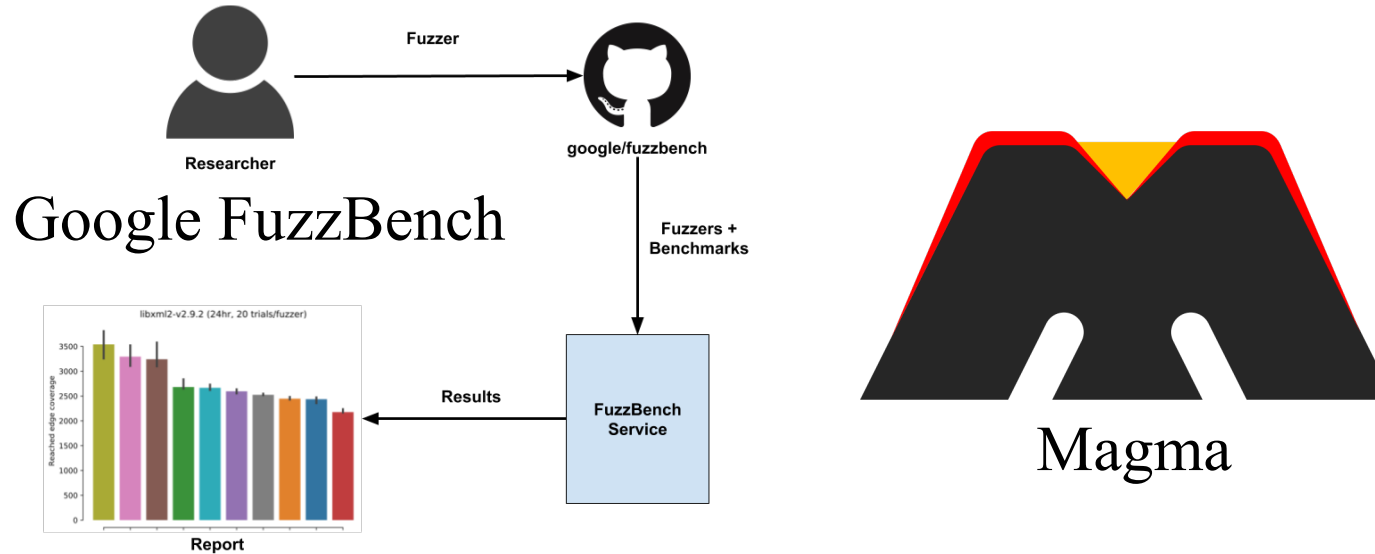 Fuzzer
Researcher
google/fuzzbench
Google FuzzBench
Fuzzers +
Benchmarks
libxml2-v2.9.2 (24hr, 20 trials/fuzzer)
Reached edge coverage
3500
3000
2500
2000
1500
1000
500
0
Report
Results
FuzzBench
Service
Magma